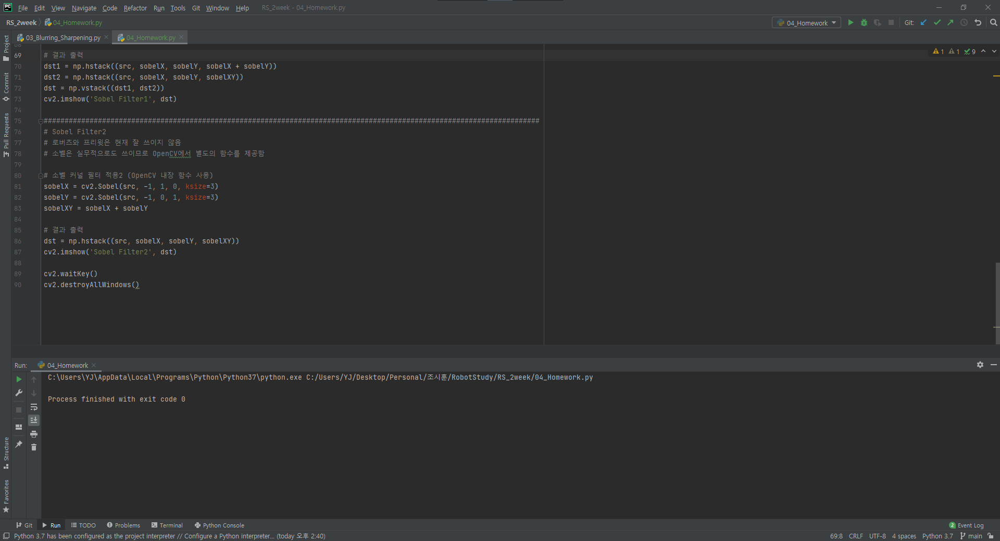 PC File Edit View Navigate Code Refactor Run Tools Git Window Help RS_2week - 04_Homework.py
RS_2week 04_Homework.py 04_Homework Git:
03_Blurring_Sharpening.py 04_Homework.py
Project
Commit
Pull Requests
1 1 9
68
69 # 결과 출력
70 dst1 = np.hstack((src, sobelX, sobelY, sobelX + sobelY))
71 dst2 = np.hstack((src, sobelX, sobelY, sobelXY))
72 dst = np.vstack((dst1, dst2))
73 cv2.imshow('Sobel Filter1', dst)
74
75 #######################################################################################################################
76 # Sobel Filter2
77 # 로버츠와 프리윗은 현재 잘 쓰이지 않음
78 # 소벨은 실무적으로도 쓰이므로 OpenCV에서 별도의 함수를 제공함
79
80 # 소벨 커널 필터 적용2 (OpenCV 내장 함수 사용)
81 sobelX = cv2.Sobel(src, -1, 1, 0, ksize=3)
82 sobelY = cv2.Sobel(src, -1, 0, 1, ksize=3)
83 sobelXY = sobelX + sobelY
84
85 # 결과 출력
86 dst = np.hstack((src, sobelX, sobelY, sobelXY))
87 cv2.imshow('Sobel Filter2', dst)
88
89 cv2.waitKey()
90 cv2.destroyAllWindows()
Run: 04_Homework
C:\Users\YJ\AppData\Local\Programs\Python\Python37\python.exe C:/Users/YJ/Desktop/Personal/조시훈/RobotStudy/RS_2week/04_Homework.py
Process finished with exit code 0
Structure
Favorites
Git Run TODO Problems Terminal Python Console 2 Event Log
Python 3.7 has been configured as the project interpreter // Configure a Python interpreter... (today 오후 2:40) 69:8 CRLF UTF-8 4 spaces Python 3.7 main